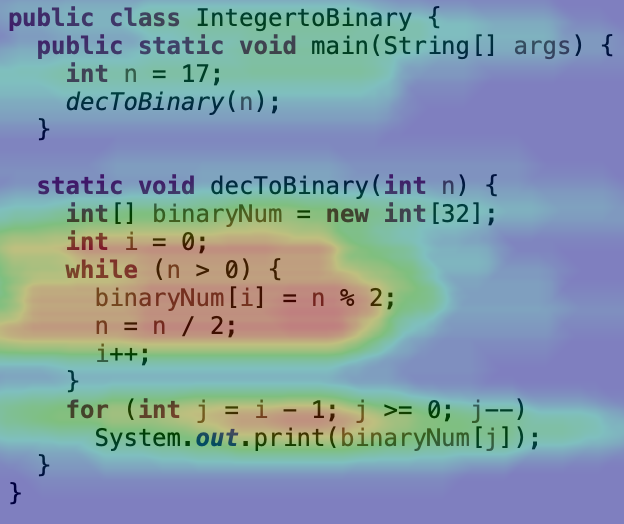 public class IntegertoBinary {
public static void main(String[] args) {
int n = 17;
decToBinary(n);
}
static void decToBinary(int n) {
int[] binaryNum = new int[32];
int i = 0;
while (n > 0) {
binaryNum[i] = n % 2;
n = n / 2;
i++;
}
for (int j = i - 1; j >= 0; j--)
System.out.print(binaryNum[j]);
}
}